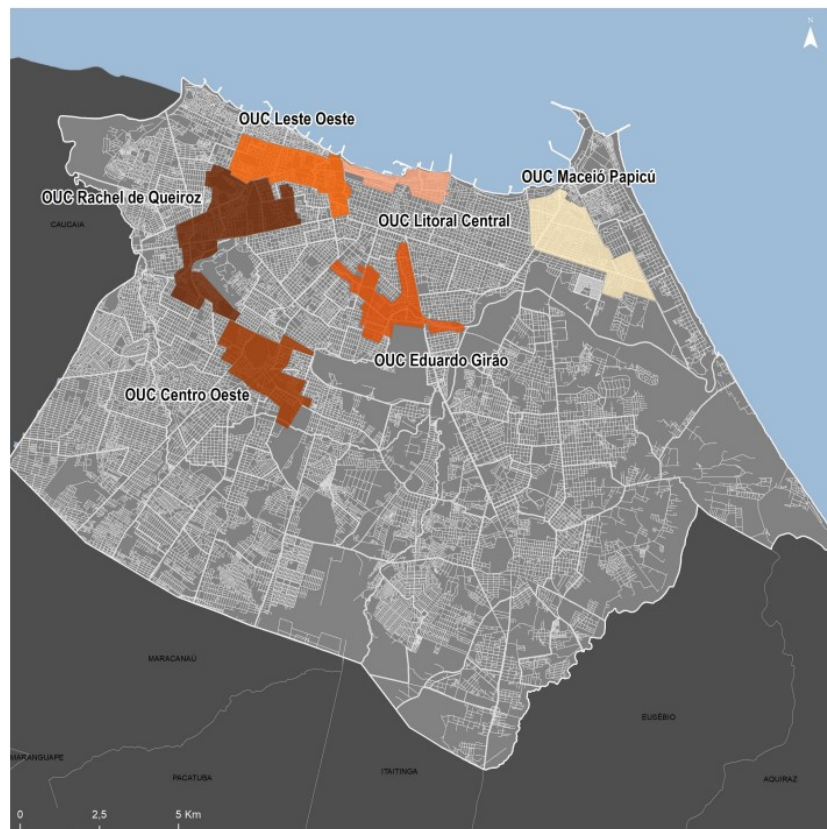 N
OUC Leste Oeste
OUC Maceió Papicú
OUC Rachel de Queiroz
OUC Litoral Central
CAUCAIA
OUC Eduardo Girão
OUC Centro Oeste
MARACANAÚ
EUSÉBIO
MARANGUAPE
PACATUBA
ITAITINGA
AQUIRAZ
0 2,5 5 Km